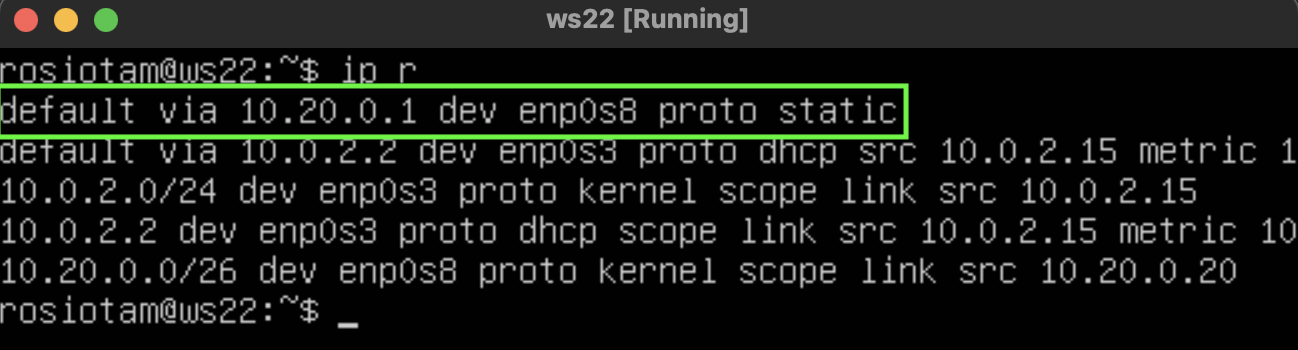 ws22 [Running]
rosiotam@ws22:~$ ip r
default via 10.20.0.1 dev enp0s8 proto static
default via 10.0.2.2 dev enp0s3 proto dhcp src 10.0.2.15 metric 1
10.0.2.0/24 dev enp0s3 proto kernel scope link src 10.0.2.15
10.0.2.2 dev enp0s3 proto dhcp scope link src 10.0.2.15 metric 10
10.20.0.0/26 dev enp0s8 proto kernel scope link src 10.20.0.20
rosiotam@ws22:~$ _